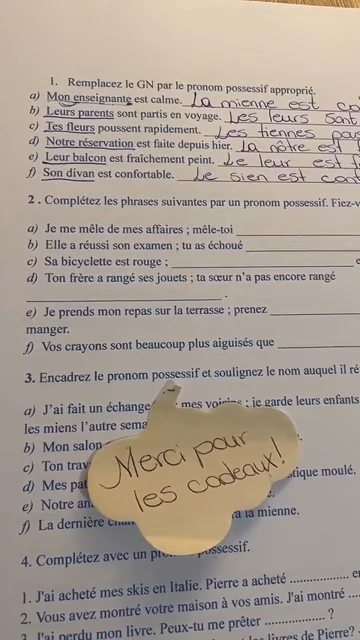 1. Remplacez le GN par le pronom possessif approprié.
a) Mon enseignante est calme. La mienne est
b) Leurs parents sont partis en voyage. Les leurs sont
c) Tes fleurs poussent rapidement. Les tiennes
d) Notre réservation est faite depuis hier. La nôtre est
e) Leur balcon est fraîchement peint. Le leur est
f) Son divan est confortable. Le sien est
2. Complétez les phrases suivantes par un pronom possessif.
a) Je me mêle de mes affaires ; mêle-toi
b) Elle a réussi son examen ; tu as échoué
c) Sa bicyclette est rouge ;
d) Ton frère a rangé ses jouets ; ta sœur n'a pas encore rangé
.
e) Je prends mon repas sur la terrasse ; prenez
manger.
f) Vos crayons sont beaucoup plus aiguisés que
3. Encadrez le pronom possessif et soulignez le nom auquel il
a) J'ai fait un échange mes voisins : je garde leurs enfants
les miens l'autre
b) Mon salon
c) Ton
d) Mes
e) Notre
f) La dernière à la mienne.
moulé.
Merci pour
les cadeaux!
4. Complétez avec un possessif.
1. J'ai acheté mes skis en Italie. Pierre a acheté ..................
2. Vous avez montré votre maison à vos amis. J'ai montré
3. J'ai perdu mon livre. Peux-tu me prêter .................. ?
livres de Pierre?